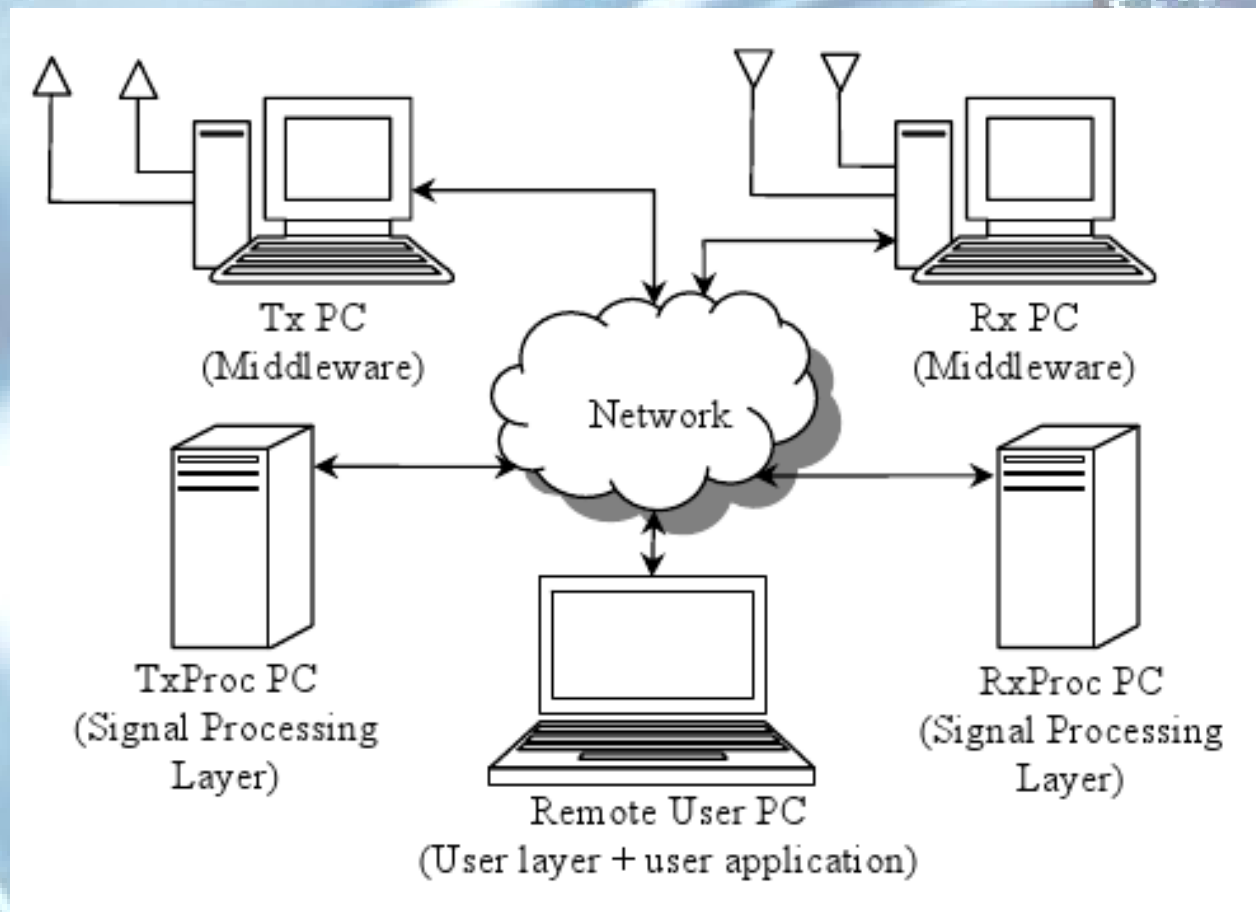 Tx PC
(Middleware)
Rx PC
(Middleware)
Network
TxProc PC
(Signal Processing
Layer)
RxProc PC
(Signal Processing
Layer)
Remote User PC
(User layer + user application)